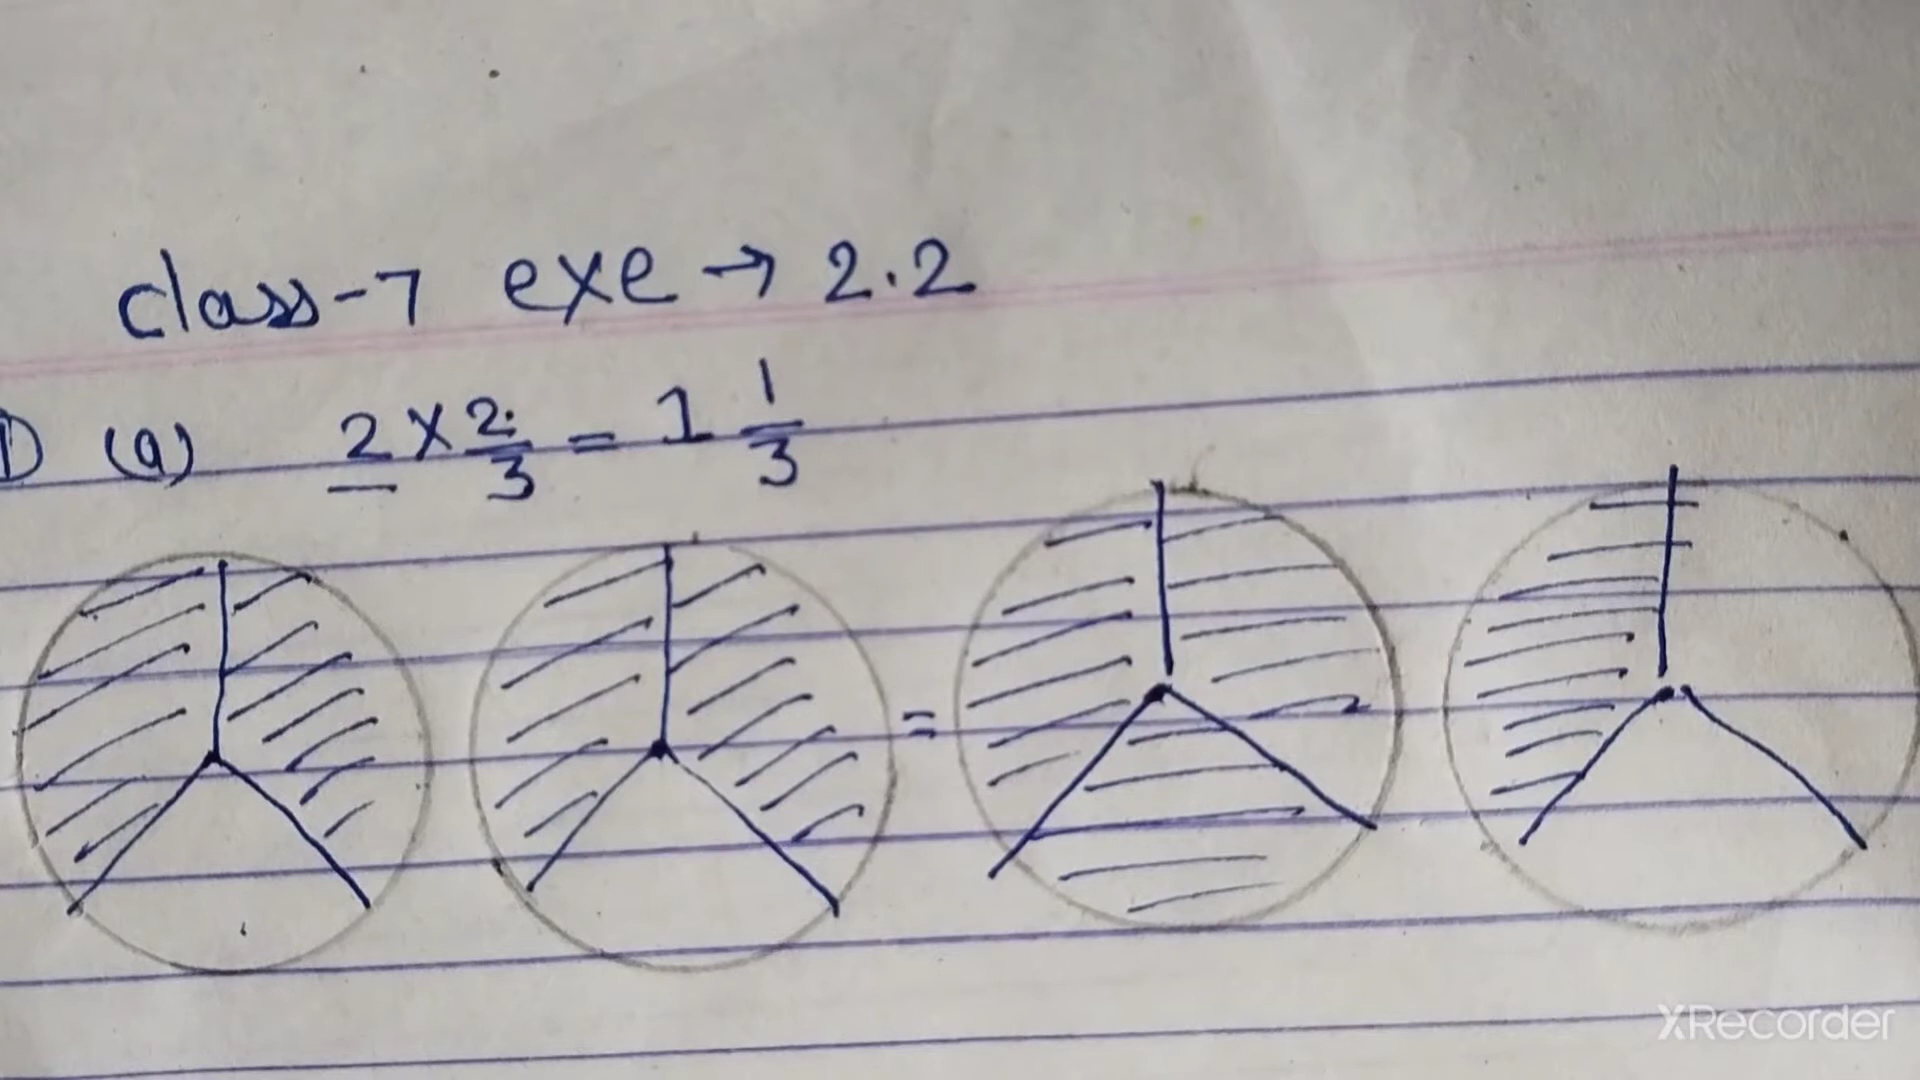 class-7 exe → 2.2
1) (a) 2 × 2/3 = 1 1/3
=
XRecorder